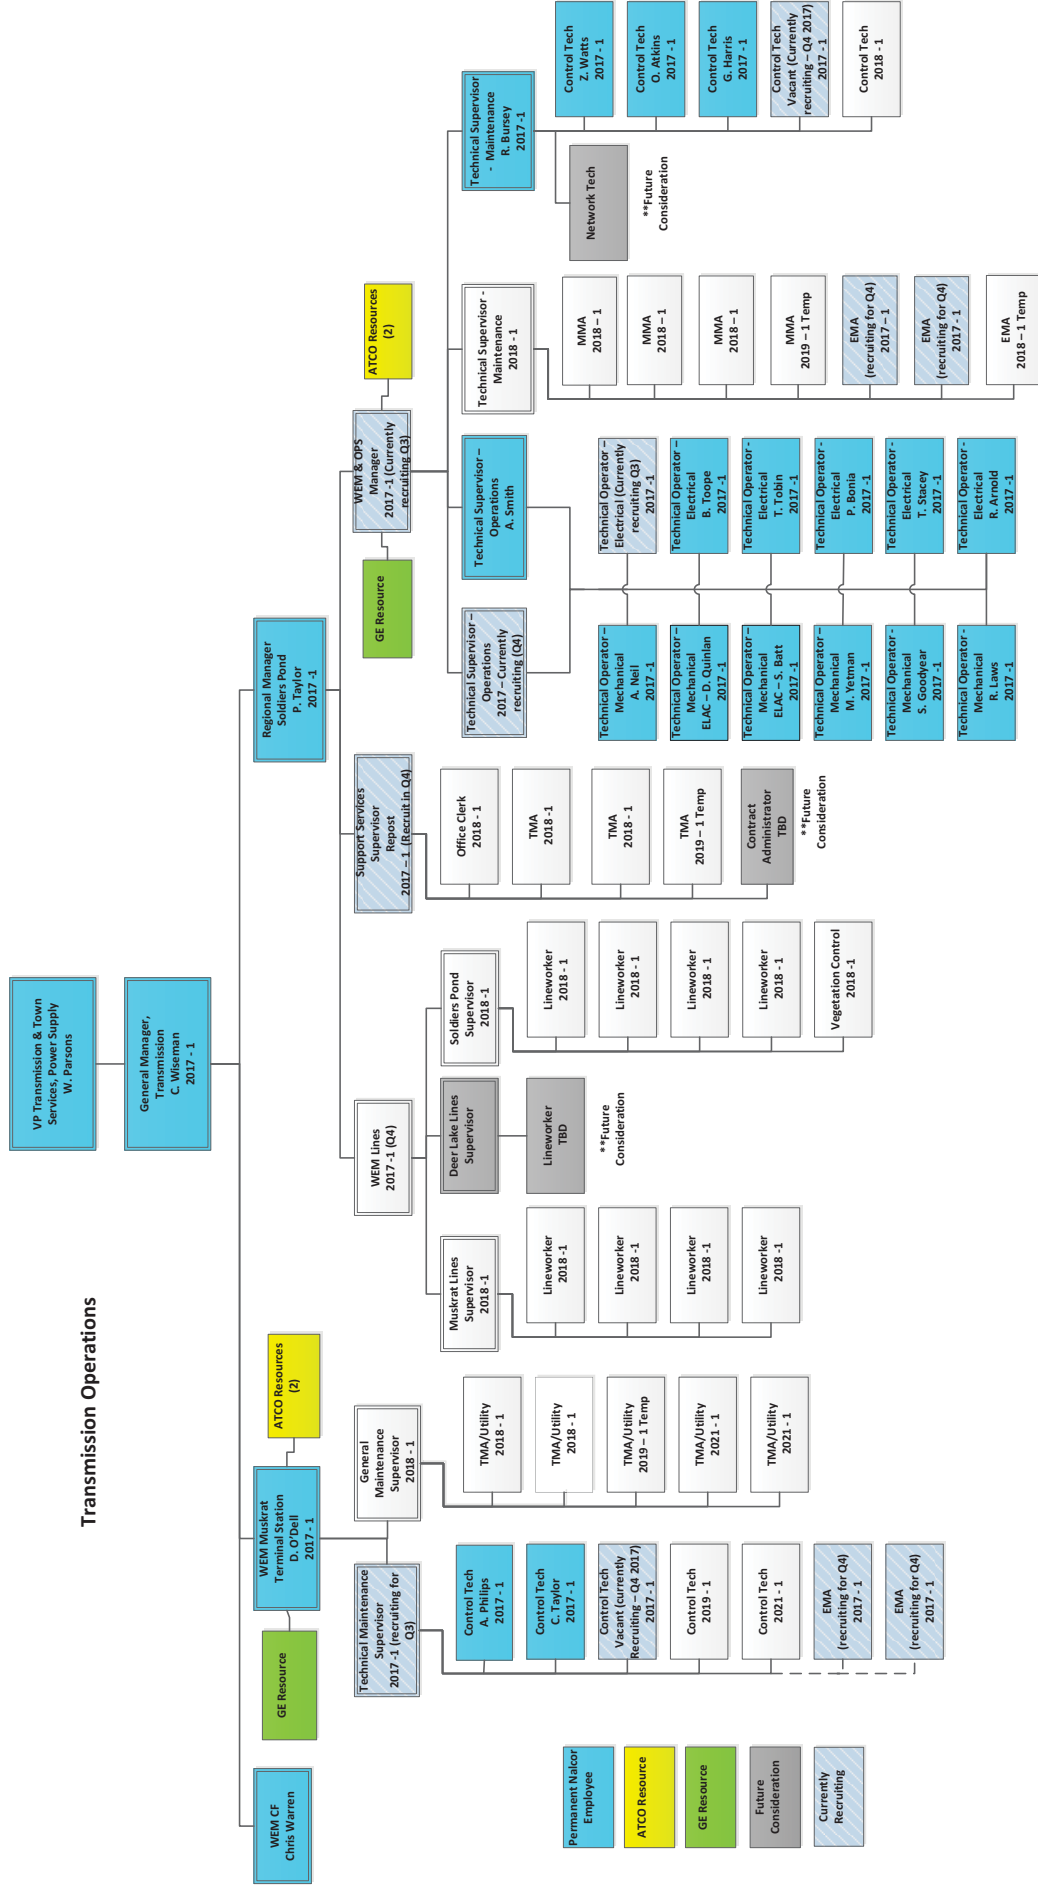 Transmission Operations
VP Transmission & Town
Services, Power Supply
W. Parsons
General Manager,
Transmission
C. Wiseman
2017 - 1
WEM CF
Chris Warren
GE Resource
WEM Muskrat
Terminal Station
D. O'Dell
2017 - 1
ATCO Resources
(2)
Regional Manager
Soldiers Pond
P. Taylor
2017 -1
Technical Maintenance
Supervisor
2017 -1 (recruiting for
Q3)
Control Tech
A. Philips
2017 - 1
Control Tech
C. Taylor
2017 - 1
Control Tech
Vacant (currently
Recruiting – Q4 2017)
2017 - 1
Control Tech
2019 - 1
Control Tech
2021 - 1
EMA
(recruiting for Q4)
2017 - 1
EMA
(recruiting for Q4)
2017 - 1
General
Maintenance
Supervisor
2018 - 1
TMA/Utility
2018 - 1
TMA/Utility
2018 - 1
TMA/Utility
2019 – 1 Temp
TMA/Utility
2021 - 1
TMA/Utility
2021 - 1
WEM Lines
2017 -1 (Q4)
Muskrat Lines
Supervisor
2018 -1
Lineworker
2018 -1
Lineworker
2018 -1
Lineworker
2018 -1
Lineworker
2018 -1
Deer Lake Lines
Supervisor
Lineworker
TBD
**Future
Consideration
Soldiers Pond
Supervisor
2018 -1
Lineworker
2018 - 1
Lineworker
2018 - 1
Lineworker
2018 - 1
Lineworker
2018 - 1
Vegetation Control
2018 -1
Support Services
Supervisor
Repost
2017 – 1 (Recruit in Q4)
Office Clerk
2018 - 1
TMA
2018 -1
TMA
2018 - 1
TMA
2019 – 1 Temp
Contract
Administrator
TBD
**Future
Consideration
GE Resource
WEM & OPS
Manager
2017 -1 (Currently
recruiting Q3)
ATCO Resources
(2)
Technical Supervisor –
Operations
2017 – Currently
recruiting (Q4)
Technical Supervisor –
Operations
A. Smith
Technical Operator –
Mechanical
A. Neil
2017 -1
Technical Operator –
Mechanical
ELAC – D. Quinlan
2017 -1
Technical Operator –
Mechanical
ELAC – S. Batt
2017 -1
Technical Operator –
Mechanical
M. Yetman
2017 -1
Technical Operator -
Mechanical
S. Goodyear
2017 -1
Technical Operator -
Mechanical
R. Laws
2017 -1
Technical Operator –
Electrical (Currently
recruiting Q3)
2017 -1
Technical Operator –
Electrical
B. Toope
2017 -1
Technical Operator -
Electrical
T. Tobin
2017 -1
Technical Operator -
Electrical
P. Bonia
2017 -1
Technical Operator -
Electrical
T. Stacey
2017 -1
Technical Operator -
Electrical
R. Arnold
2017 -1
Technical Supervisor -
Maintenance
2018 -1
MMA
2018 – 1
MMA
2018 – 1
MMA
2018 – 1
MMA
2019 – 1 Temp
EMA
(recruiting for Q4)
2017 – 1
EMA
(recruiting for Q4)
2017 - 1
EMA
2018 – 1 Temp
Technical Supervisor
- Maintenance
R. Bursey
2017 -1
Network Tech
**Future
Consideration
Control Tech
Z. Watts
2017 - 1
Control Tech
O. Atkins
2017 - 1
Control Tech
G. Harris
2017 - 1
Control Tech
Vacant (Currently
recruiting – Q4 2017)
2017 - 1
Control Tech
2018 - 1
Permanent Nalcor
Employee
ATCO Resource
GE Resource
Future
Consideration
Currently
Recruiting